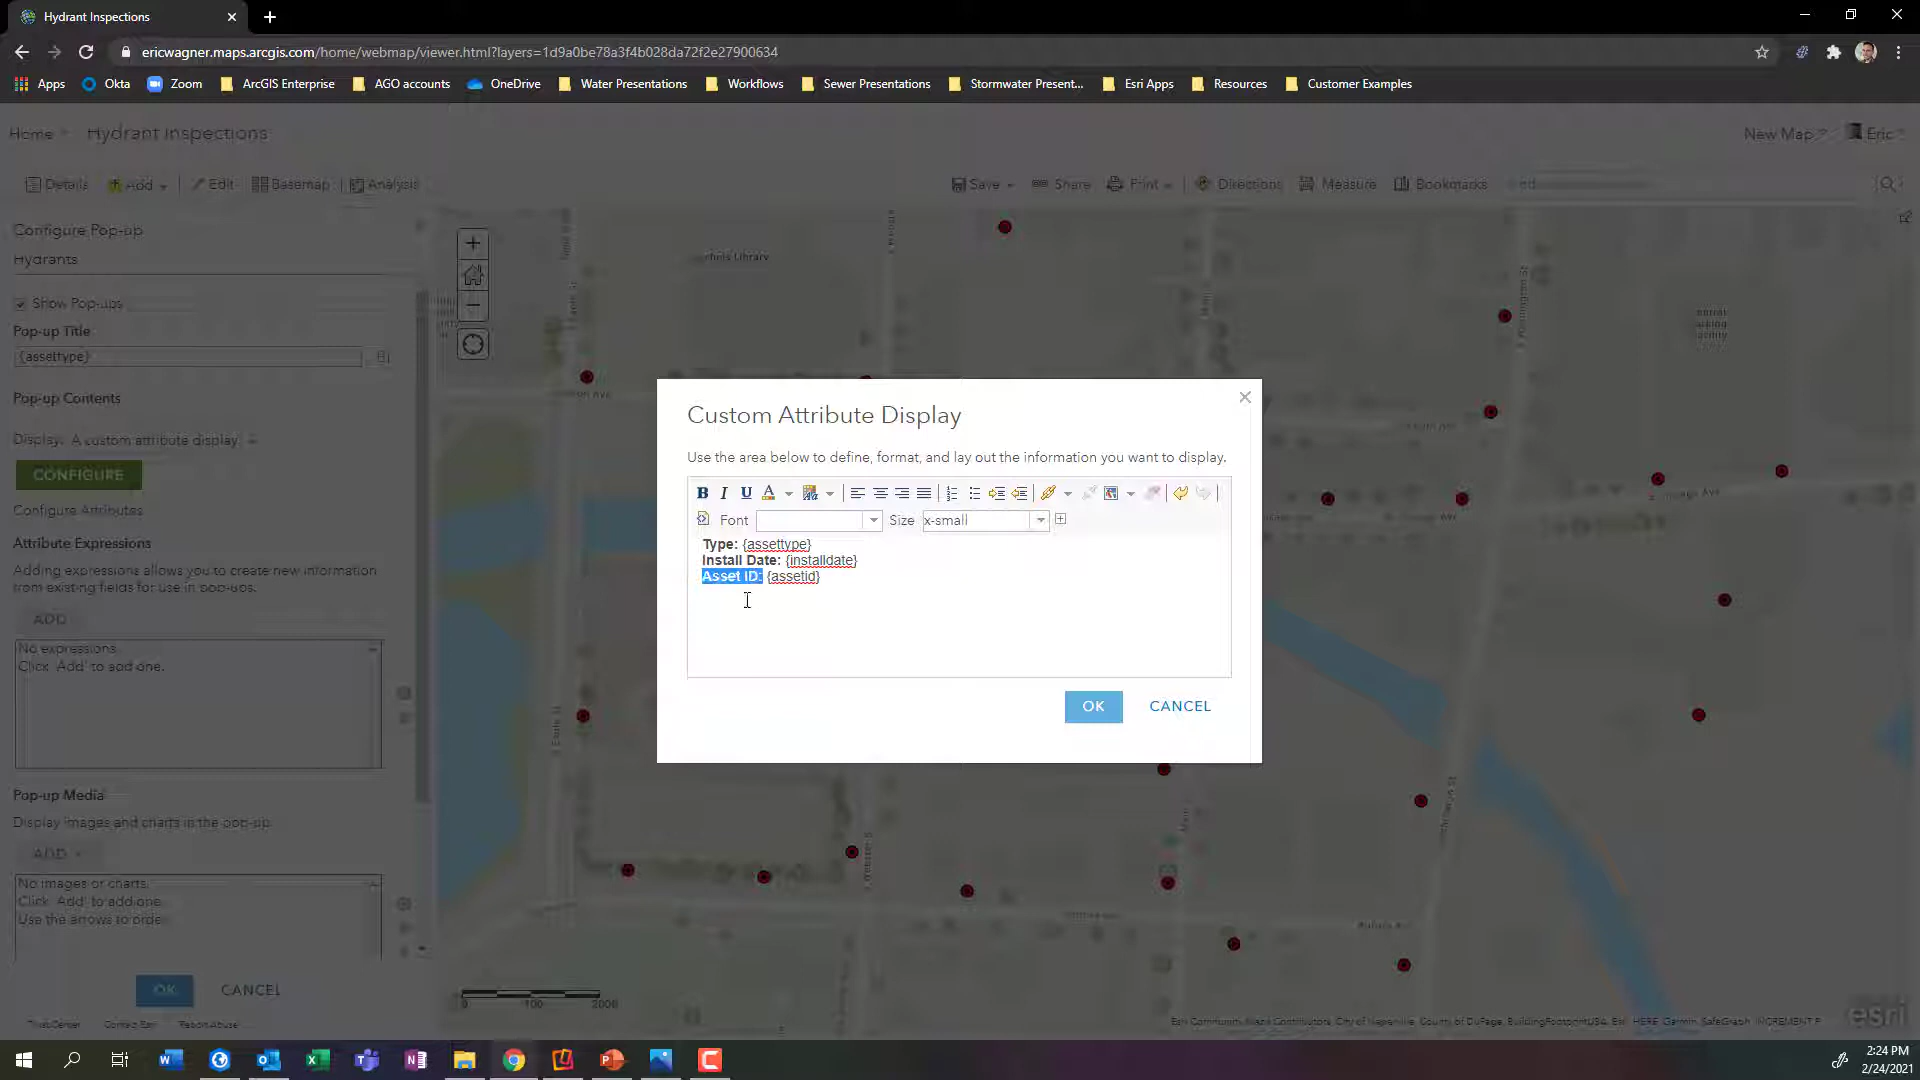 Hydrant Inspections
ericwagner.maps.arcgis.com/home/webmap/viewer.html?layers=1d9a0be78a3f4b028da72f2e27900634
Apps Okta Zoom ArcGIS Enterprise AGO accounts OneDrive Water Presentations Workflows Sewer Presentations Stormwater Present... Esri Apps Resources Customer Examples
Home Hydrant Inspections New Map Eric
Details Add Edit Basemap Analysis Save Share Print Directions Measure Bookmarks
Configure Pop-up
Hydrants
Show Pop-ups
Pop-up Title
{assettype}
Pop-up Contents
Display: A custom attribute display
CONFIGURE
Configure Attributes
Attribute Expressions
Adding expressions allows you to create new information
from existing fields for use in pop-ups.
ADD
No expressions.
Click 'Add' to add one.
Pop-up Media
Display images and charts in the pop-up.
ADD
No images or charts.
Click 'Add' to add one.
Use the arrows to order
OK CANCEL
Trust Center Contact Esri Report Abuse
Custom Attribute Display
Use the area below to define, format, and lay out the information you want to display.
B I U A
Font Size x-small
Type: {assettype}
Install Date: {installdate}
Asset ID: {assetid}
OK CANCEL
Library
esri
2:24 PM
2/24/2021